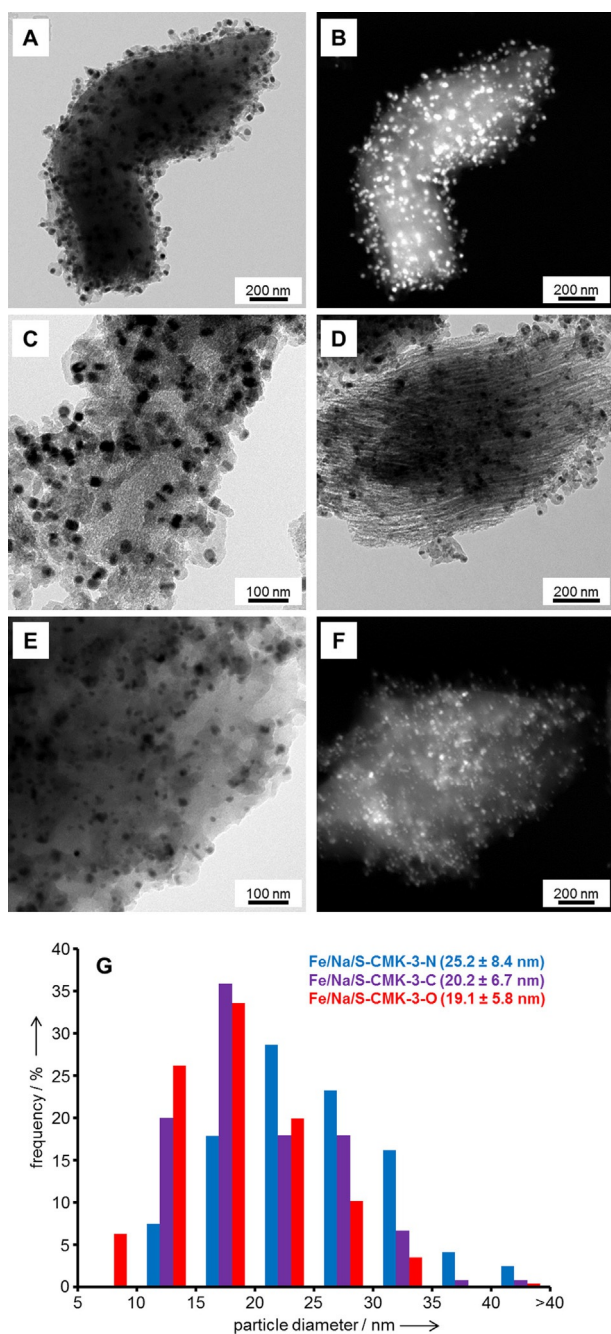 A
B
200 nm
200 nm
C
D
100 nm
200 nm
E
F
100 nm
200 nm
G
Fe/Na/S-CMK-3-N (25.2 ± 8.4 nm)
Fe/Na/S-CMK-3-C (20.2 ± 6.7 nm)
Fe/Na/S-CMK-3-O (19.1 ± 5.8 nm)
frequency / % →
40
35
30
25
20
15
10
5
0
5 10 15 20 25 30 35 40 >40
particle diameter / nm →